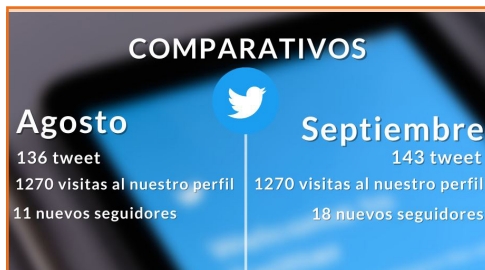 COMPARATIVOS
Agosto
136 tweet
1270 visitas al nuestro perfil
11 nuevos seguidores
Septiembre
143 tweet
1270 visitas al nuestro perfil
18 nuevos seguidores